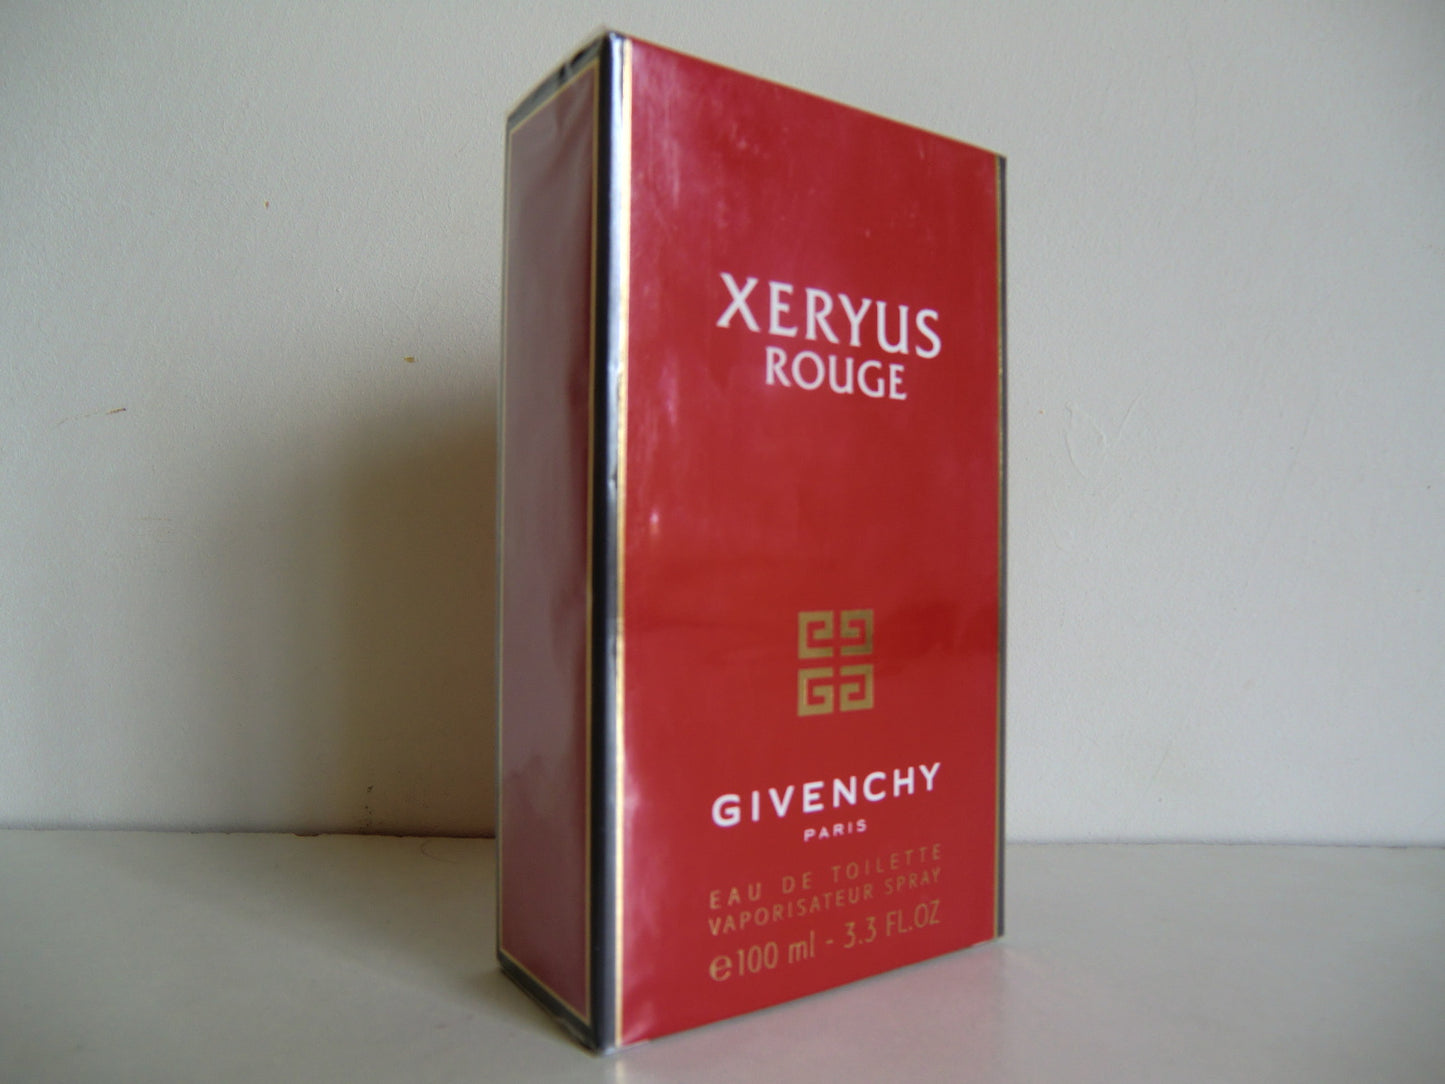 XERYUS
ROUGE
GIVENCHY
PARIS
EAU DE TOILETTE
VAPORISATEUR SPRAY
℮100 ml - 3.3 FL.OZ